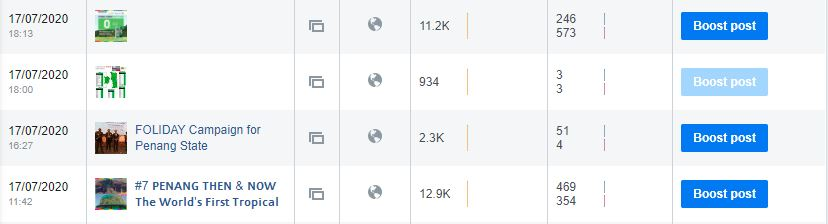 17/07/2020
18:13
11.2K
246
573
Boost post
17/07/2020
18:00
934
3
3
Boost post
17/07/2020
16:27
FOLIDAY Campaign for
Penang State
2.3K
51
4
Boost post
17/07/2020
11:42
#7 PENANG THEN & NOW
The World's First Tropical
12.9K
469
354
Boost post